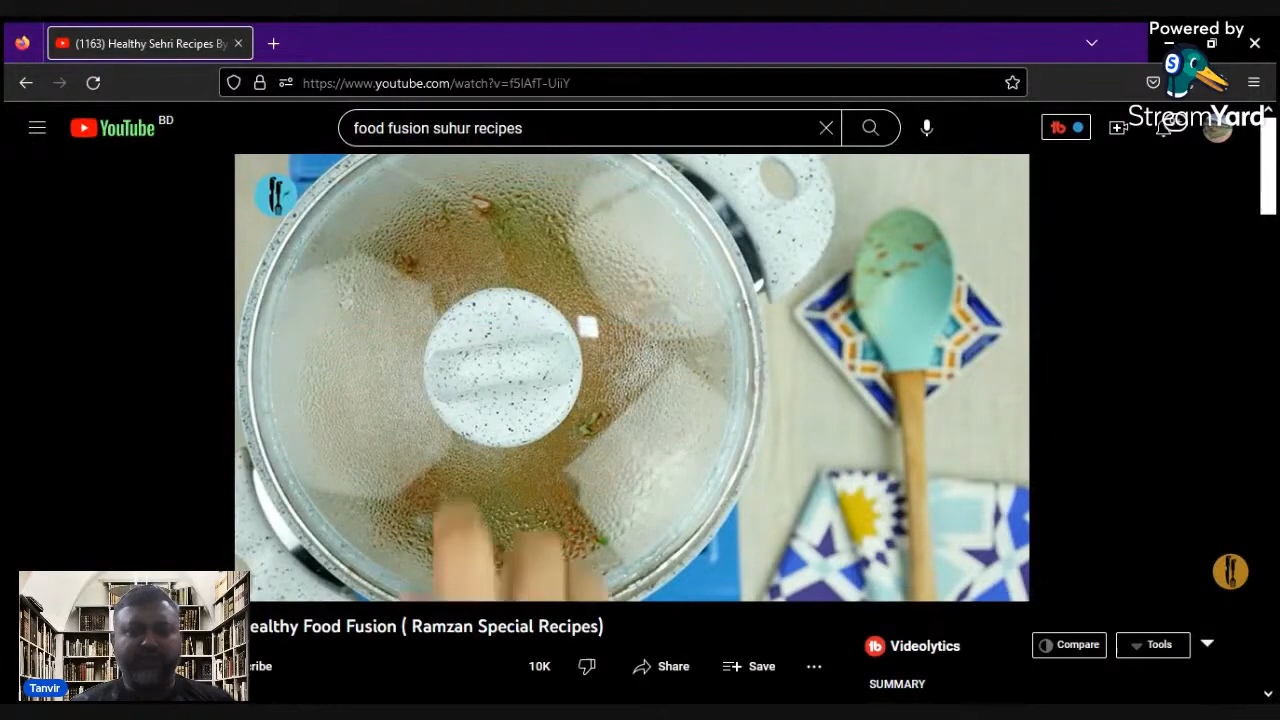 Powered by
StreamYard
(1163) Healthy Sehri Recipes By
https://www.youtube.com/watch?v=f5IAfT-UiiY
YouTube BD
food fusion suhur recipes
ealthy Food Fusion ( Ramzan Special Recipes)
ribe
10K
Share
Save
Videolytics
Compare
Tools
SUMMARY
Tanvir